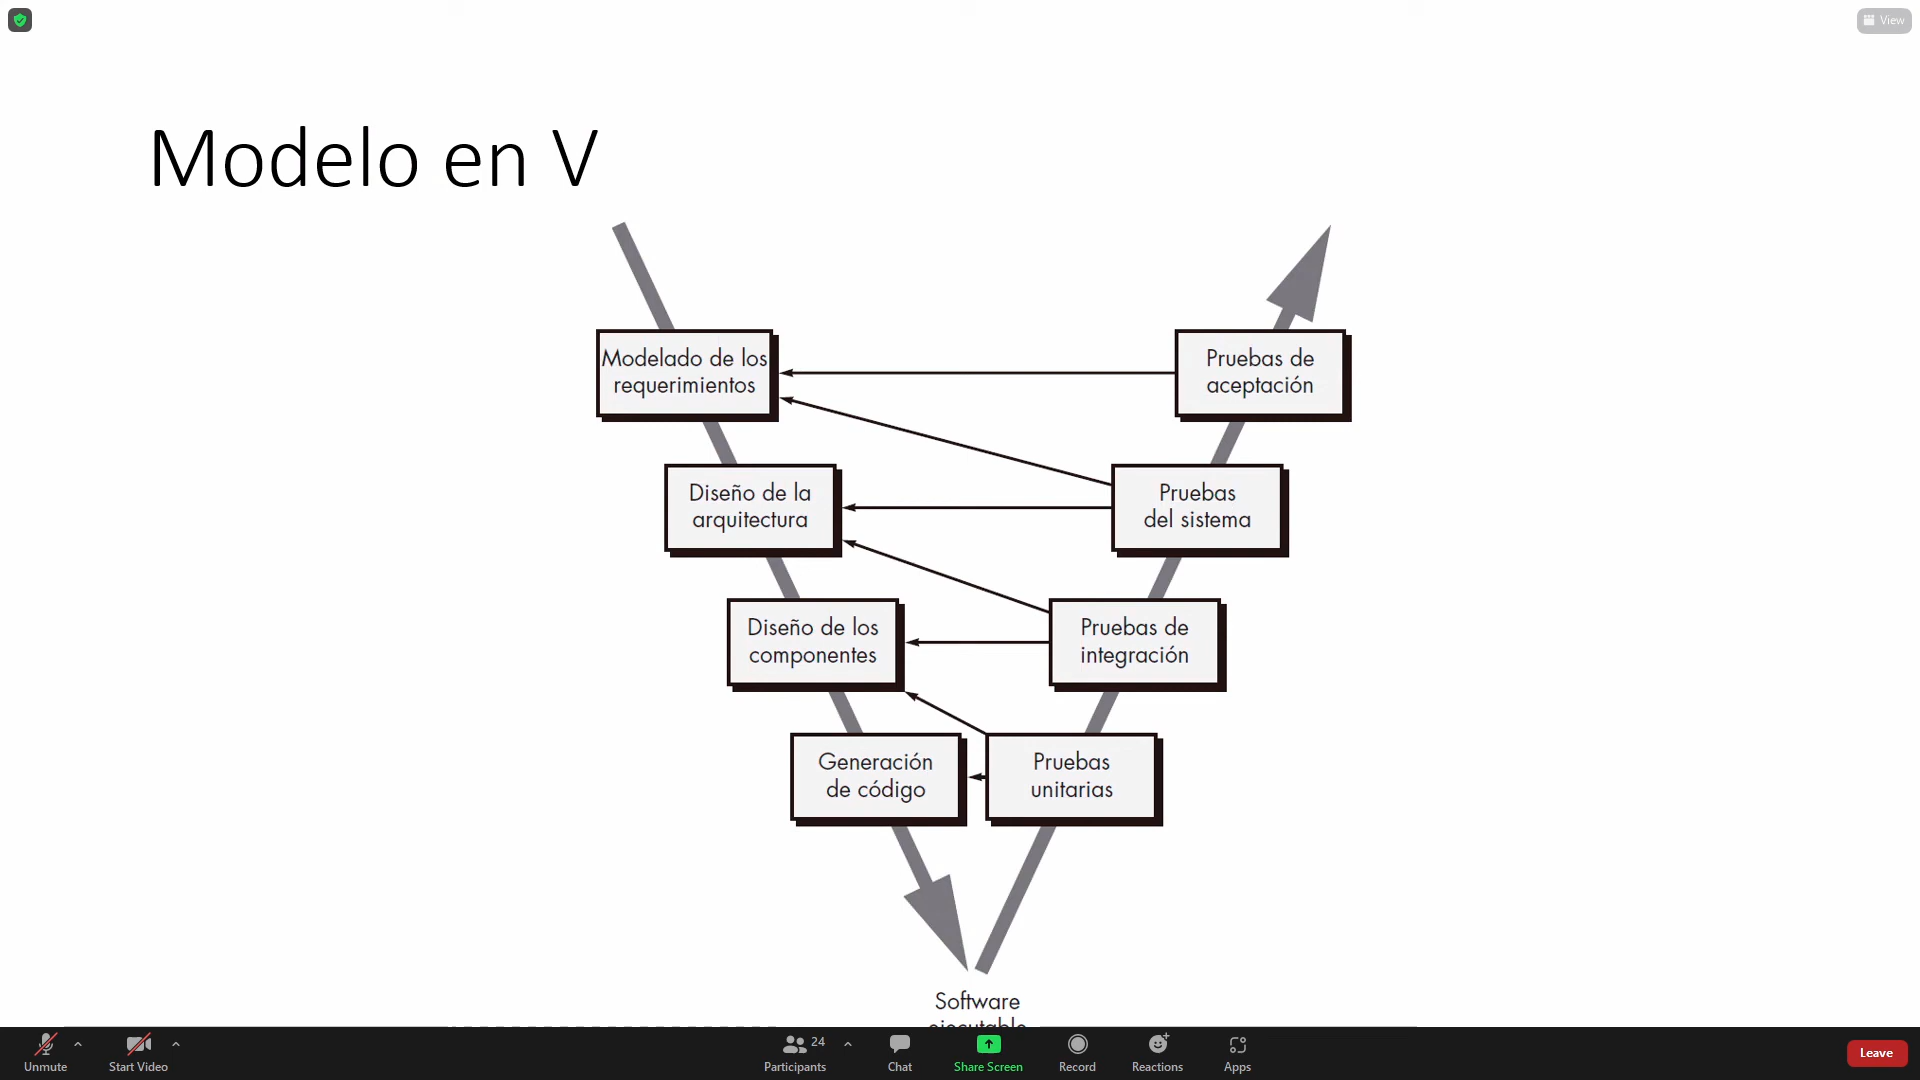 View
Modelo en V
Modelado de los
requerimientos
Pruebas de
aceptación
Diseño de la
arquitectura
Pruebas
del sistema
Diseño de los
componentes
Pruebas de
integración
Generación
de código
Pruebas
unitarias
Software
ejecutable
24
Unmute
Start Video
Participants
Chat
Share Screen
Record
Reactions
Apps
Leave